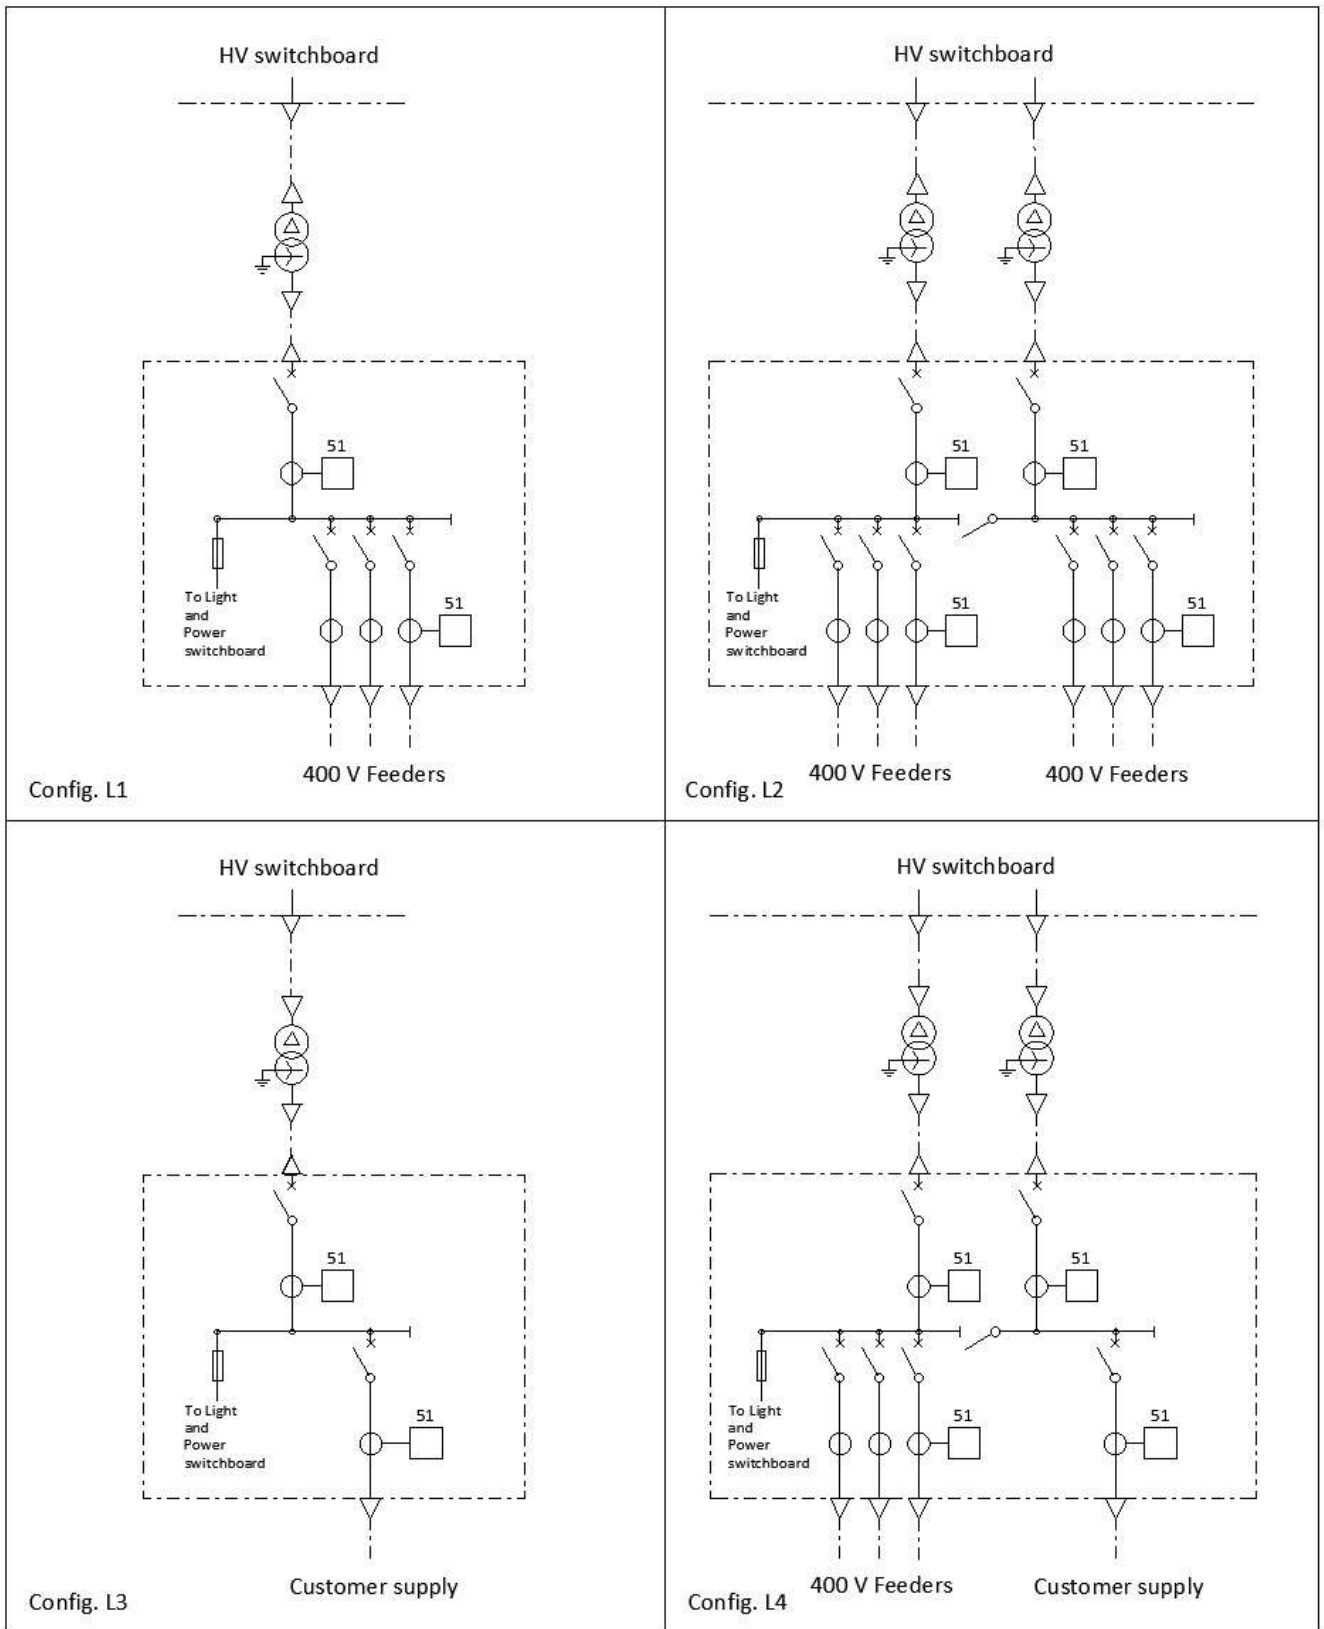 HV switchboard
51
To Light
and
Power
switchboard
51
400 V Feeders
Config. L1
HV switchboard
51
51
To Light
and
Power
switchboard
51
51
400 V Feeders
400 V Feeders
Config. L2
HV switchboard
51
To Light
and
Power
switchboard
51
Customer supply
Config. L3
HV switchboard
51
51
To Light
and
Power
switchboard
51
51
400 V Feeders
Customer supply
Config. L4